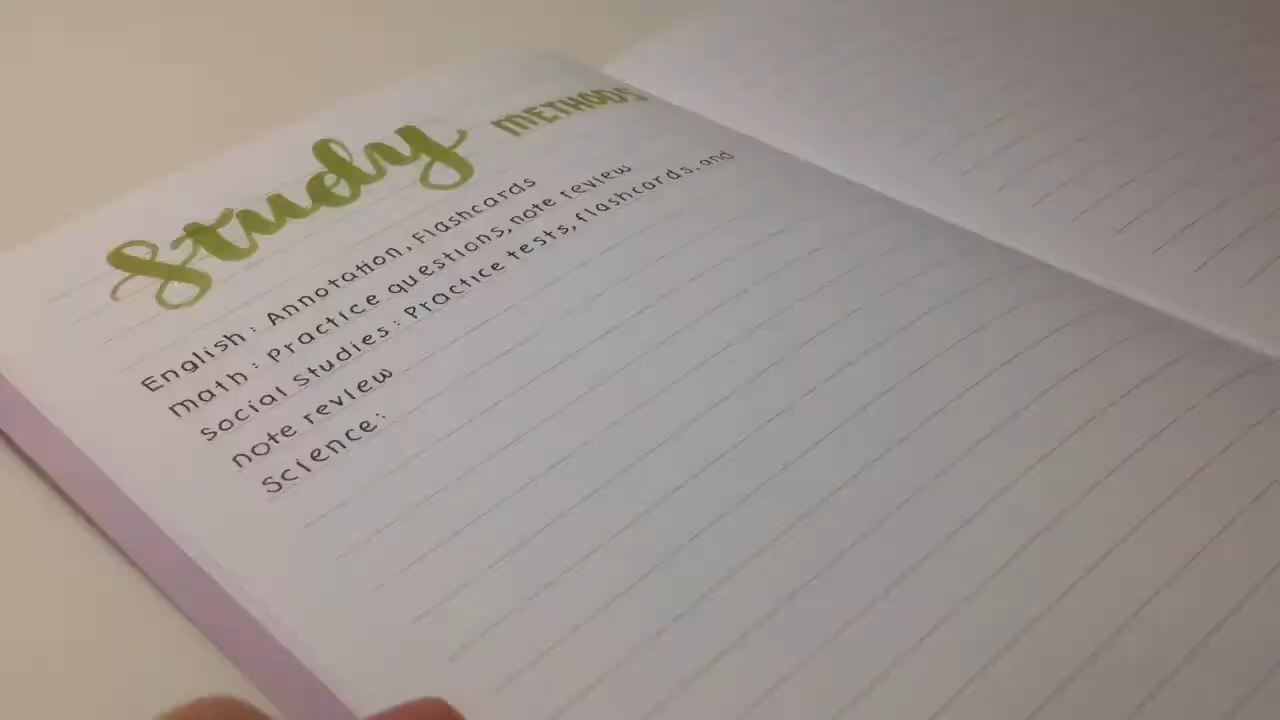 Study METHODS
English: Annotation, Flashcards
math: Practice questions, note review
social studies: Practice tests, flashcards, and
note review
Science: